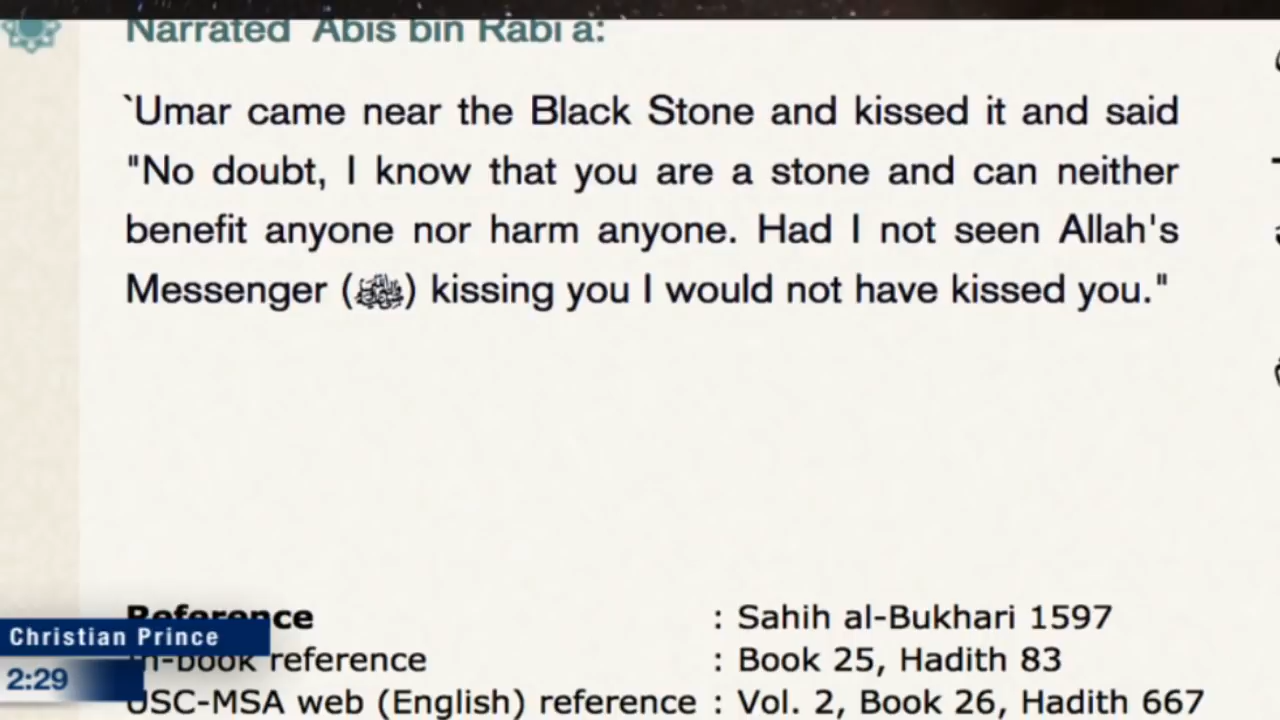 Narrated `Abis bin Rabi`a:
`Umar came near the Black Stone and kissed it and said
"No doubt, I know that you are a stone and can neither
benefit anyone nor harm anyone. Had I not seen Allah's
Messenger (ﷺ) kissing you I would not have kissed you."
Reference : Sahih al-Bukhari 1597
Christian Prince
In-book reference : Book 25, Hadith 83
2:29
USC-MSA web (English) reference : Vol. 2, Book 26, Hadith 667